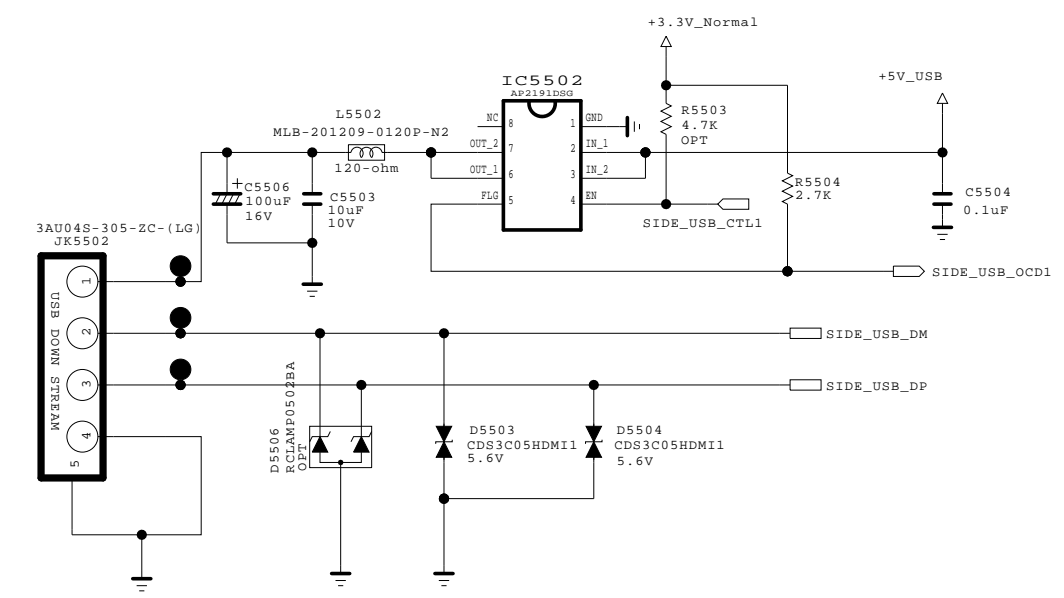 +3.3V_Normal
+5V_USB
IC5502
AP2191DSG
L5502
MLB-201209-0120P-N2
120-ohm
NC
8
1
GND
OUT_2
7
2
IN_1
OUT_1
6
3
IN_2
FLG
5
4
EN
R5503
4.7K
OPT
R5504
2.7K
C5506
100uF
16V
C5503
10uF
10V
C5504
0.1uF
SIDE_USB_CTL1
3AU04S-305-ZC-(LG)
JK5502
SIDE_USB_OCD1
1
2
3
4
5
USB DOWN STREAM
SIDE_USB_DM
SIDE_USB_DP
D5506
RCLAMP0502BA
OPT
D5503
CDS3C05HDMI1
5.6V
D5504
CDS3C05HDMI1
5.6V